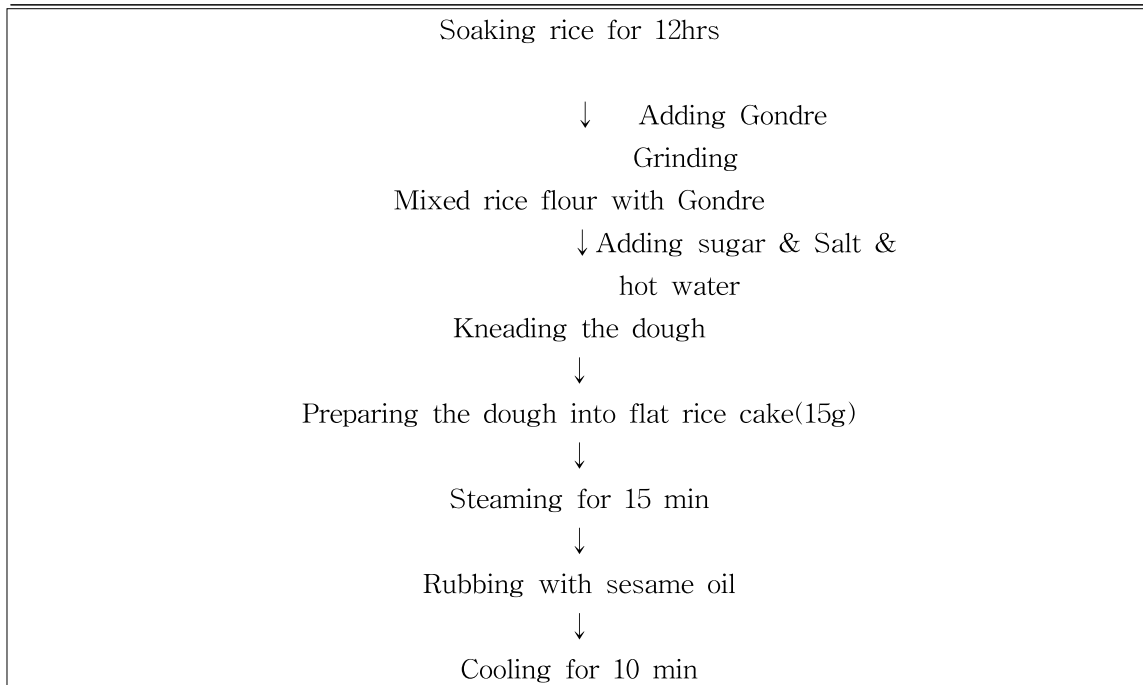 Soaking rice for 12hrs
↓ Adding Gondre
Grinding
Mixed rice flour with Gondre
↓ Adding sugar & Salt &
hot water
Kneading the dough
↓
Preparing the dough into flat rice cake(15g)
↓
Steaming for 15 min
↓
Rubbing with sesame oil
↓
Cooling for 10 min